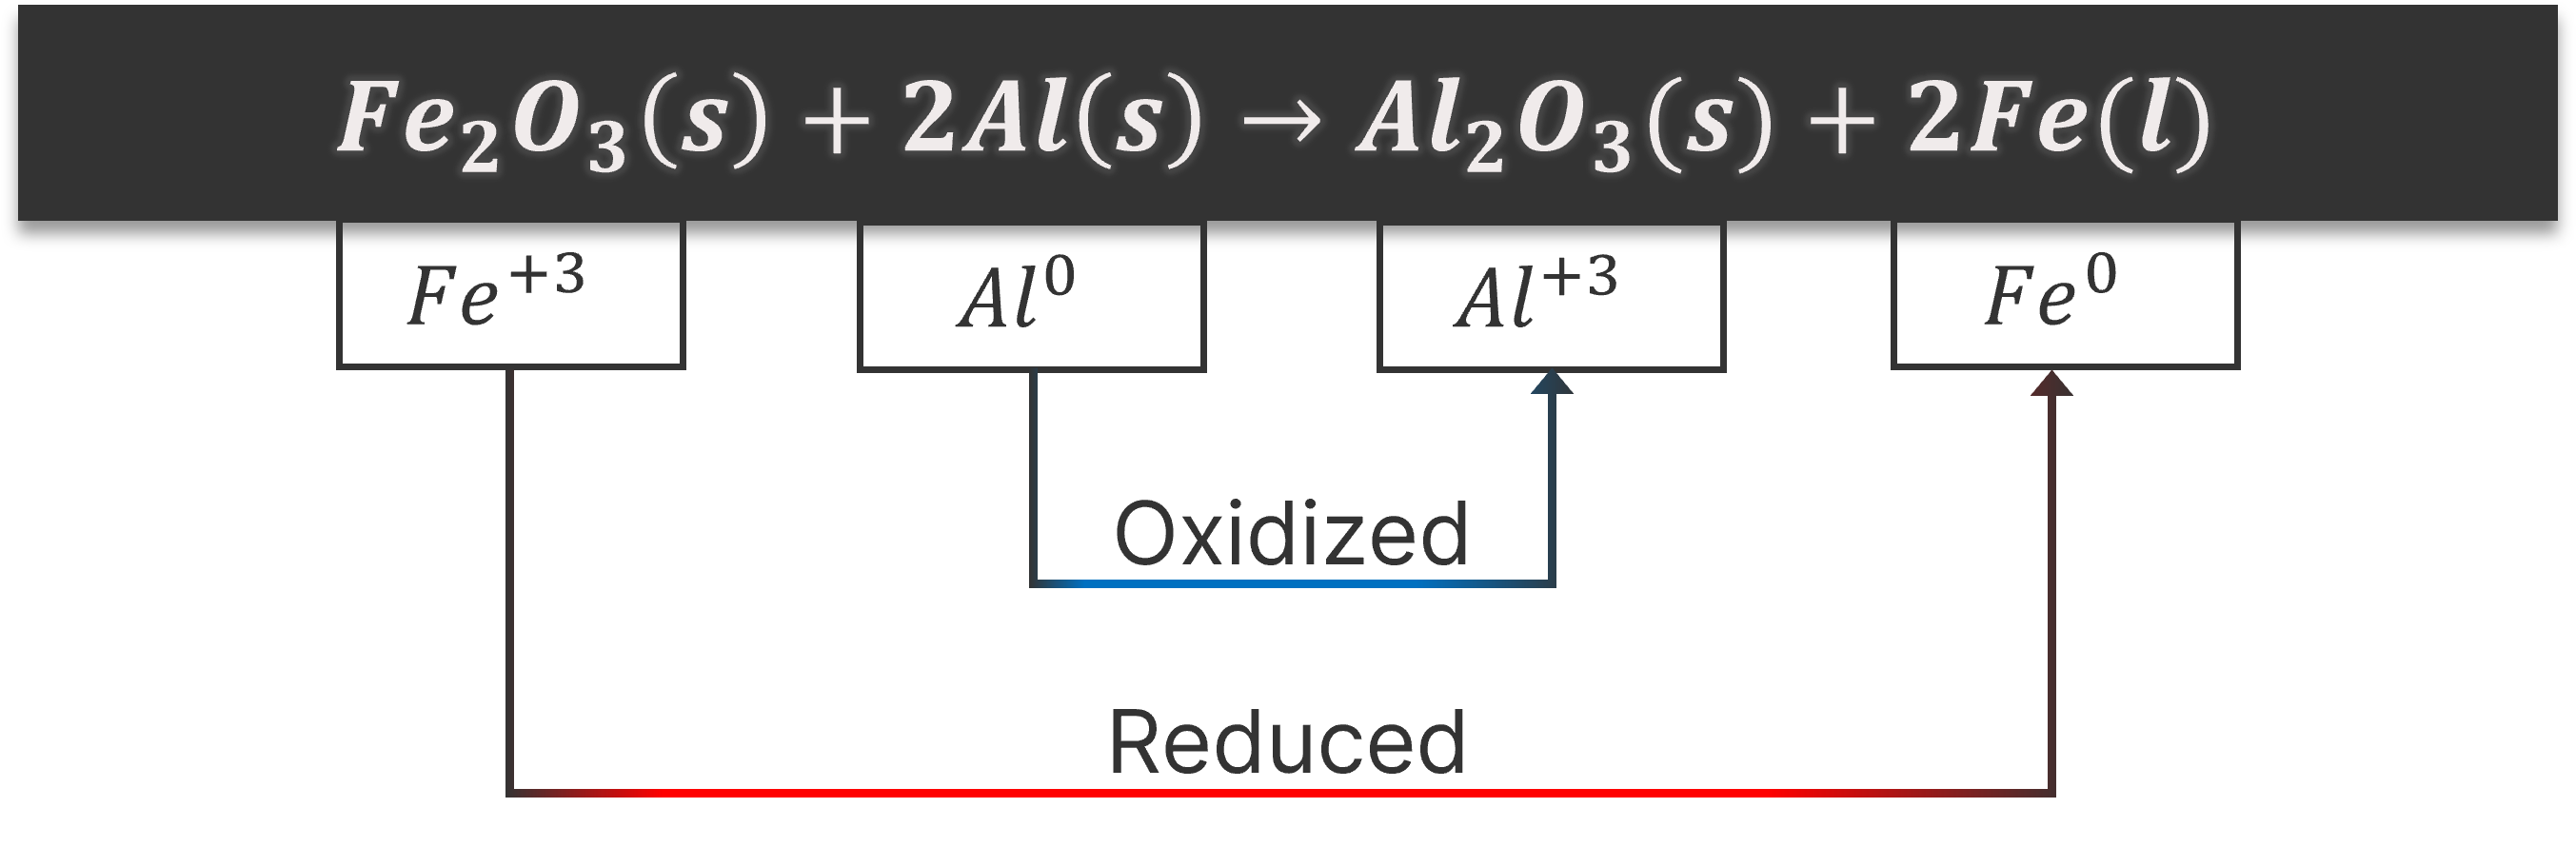 Fe₂O₃(s) + 2Al(s) → Al₂O₃(s) + 2Fe(l)
Fe⁺³ Al⁰ Al⁺³ Fe⁰
Oxidized
Reduced